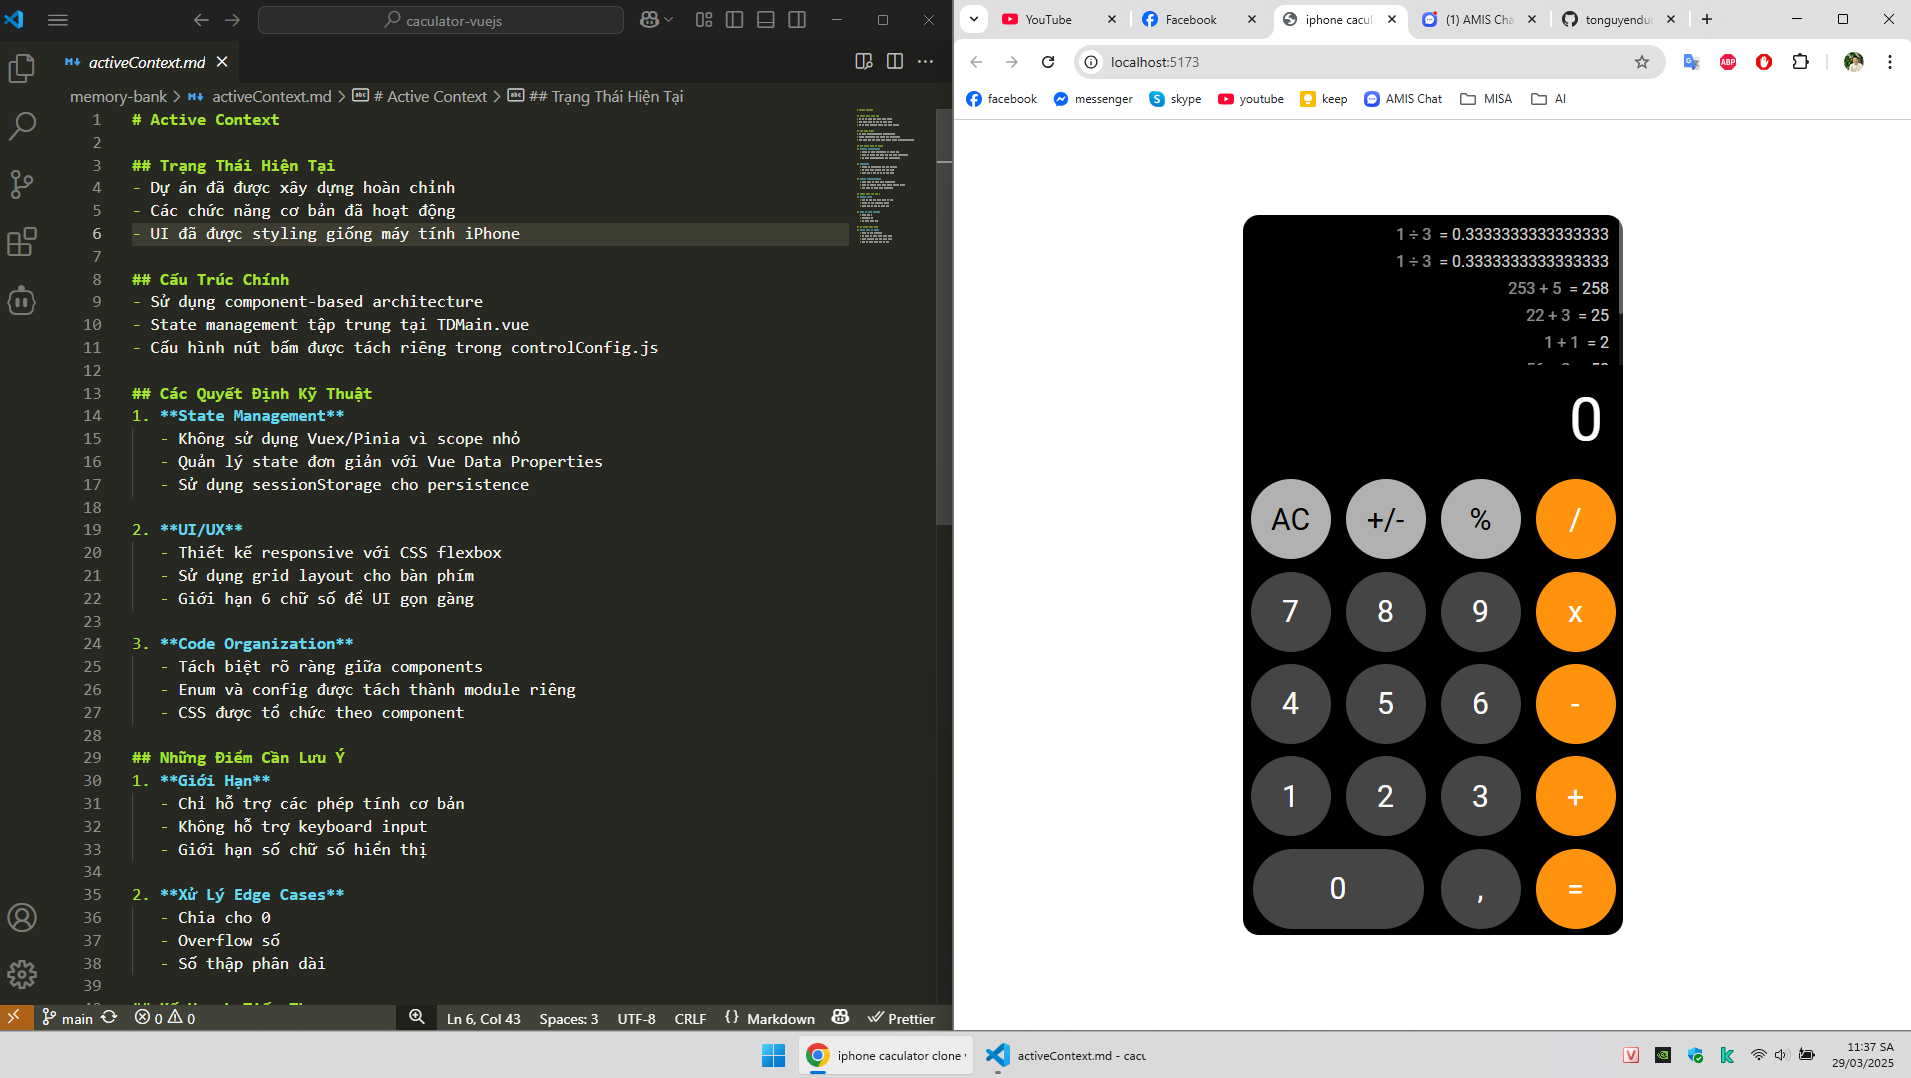 caculator-vuejs
activeContext.md
memory-bank > activeContext.md > # Active Context > ## Trạng Thái Hiện Tại
1 # Active Context
2
3 ## Trạng Thái Hiện Tại
4 - Dự án đã được xây dựng hoàn chỉnh
5 - Các chức năng cơ bản đã hoạt động
6 - UI đã được styling giống máy tính iPhone
7
8 ## Cấu Trúc Chính
9 - Sử dụng component-based architecture
10 - State management tập trung tại TDMain.vue
11 - Cấu hình nút bấm được tách riêng trong controlConfig.js
12
13 ## Các Quyết Định Kỹ Thuật
14 1. **State Management**
15 - Không sử dụng Vuex/Pinia vì scope nhỏ
16 - Quản lý state đơn giản với Vue Data Properties
17 - Sử dụng sessionStorage cho persistence
18
19 2. **UI/UX**
20 - Thiết kế responsive với CSS flexbox
21 - Sử dụng grid layout cho bàn phím
22 - Giới hạn 6 chữ số để UI gọn gàng
23
24 3. **Code Organization**
25 - Tách biệt rõ ràng giữa components
26 - Enum và config được tách thành module riêng
27 - CSS được tổ chức theo component
28
29 ## Những Điểm Cần Lưu Ý
30 1. **Giới Hạn**
31 - Chỉ hỗ trợ các phép tính cơ bản
32 - Không hỗ trợ keyboard input
33 - Giới hạn số chữ số hiển thị
34
35 2. **Xử Lý Edge Cases**
36 - Chia cho 0
37 - Overflow số
38 - Số thập phân dài
39
main 0 0 Ln 6, Col 43 Spaces: 3 UTF-8 CRLF {} Markdown Prettier
YouTube Facebook iphone cacul (1) AMIS Cha tonguyendu
localhost:5173
facebook messenger skype youtube keep AMIS Chat MISA AI
ABP
1 ÷ 3 = 0.3333333333333333
1 ÷ 3 = 0.3333333333333333
253 + 5 = 258
22 + 3 = 25
1 + 1 = 2
0
AC +/- % /
7 8 9 x
4 5 6 -
1 2 3 +
0 , =
iphone caculator clone activeContext.md - cacu
11:37 SA
29/03/2025